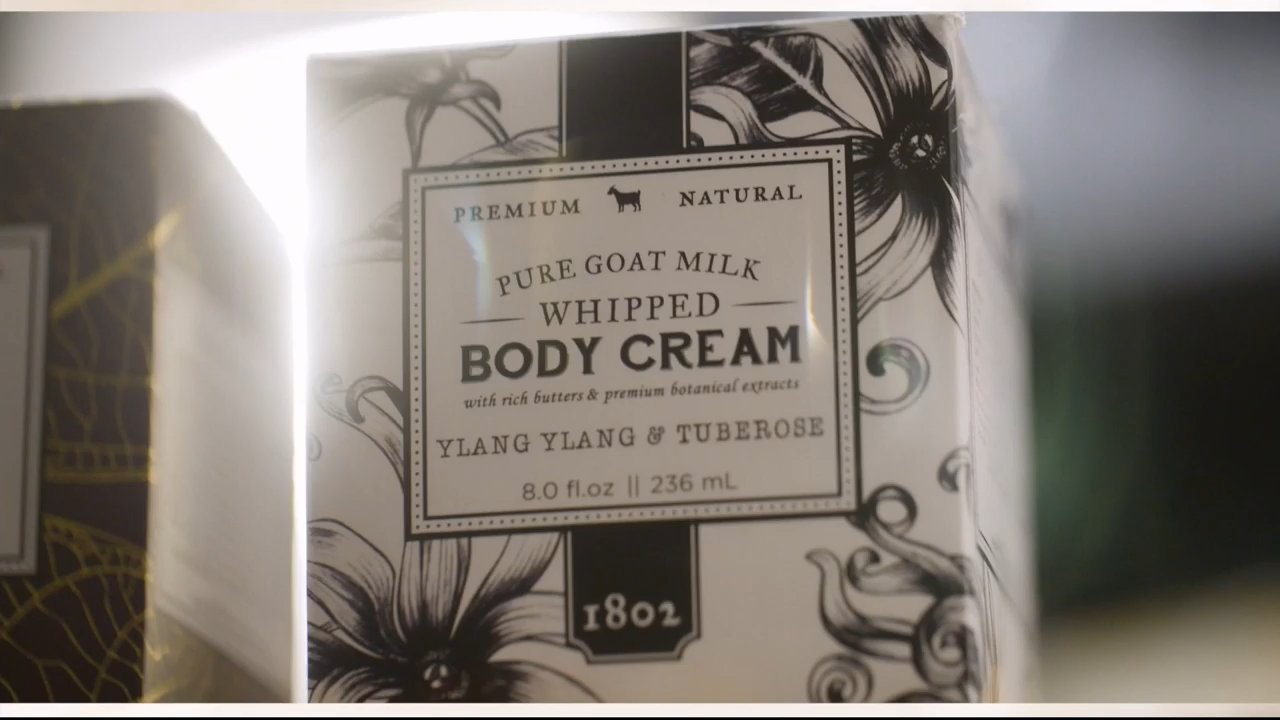 PREMIUM NATURAL
PURE GOAT MILK
WHIPPED
BODY CREAM
with rich butters & premium botanical extracts
YLANG YLANG & TUBEROSE
8.0 fl.oz || 236 mL
1802